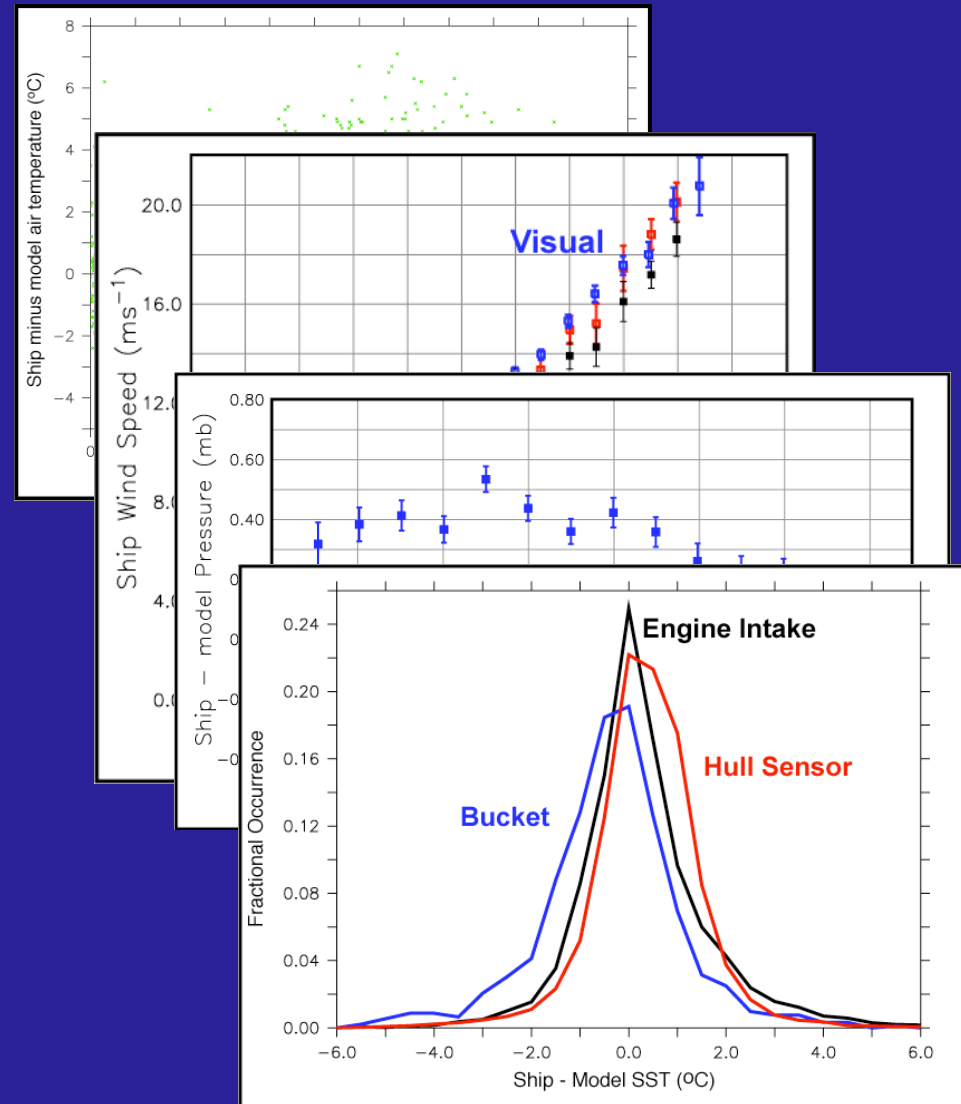 8
6
4
2
0
−2
−4
0
Ship minus model air temperature (ºC)
20.0
16.0
12.0
8.0
4.0
0.0
Ship Wind Speed (ms⁻¹)
Visual
0.80
0.60
0.40
Ship − model Pressure (mb)
0.24
0.20
0.16
0.12
0.08
0.04
0.00
Fractional Occurrence
Engine Intake
Hull Sensor
Bucket
−6.0 −4.0 −2.0 0.0 2.0 4.0 6.0
Ship - Model SST (ºC)